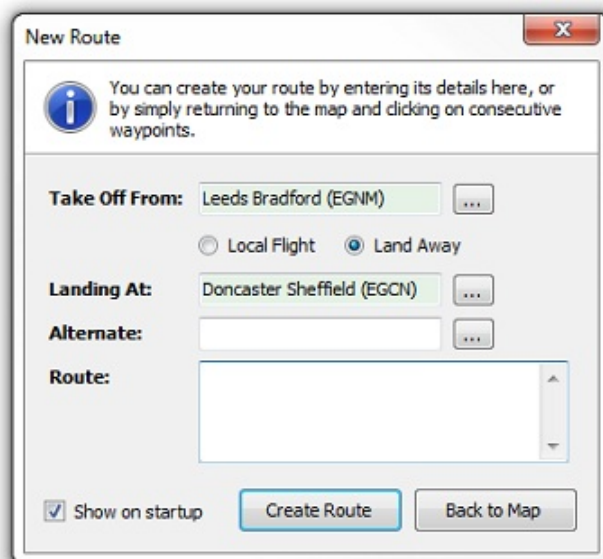 New Route
You can create your route by entering its details here, or
by simply returning to the map and clicking on consecutive
waypoints.
Take Off From: Leeds Bradford (EGNM) ...
Local Flight Land Away
Landing At: Doncaster Sheffield (EGCN) ...
Alternate: ...
Route:
Show on startup Create Route Back to Map